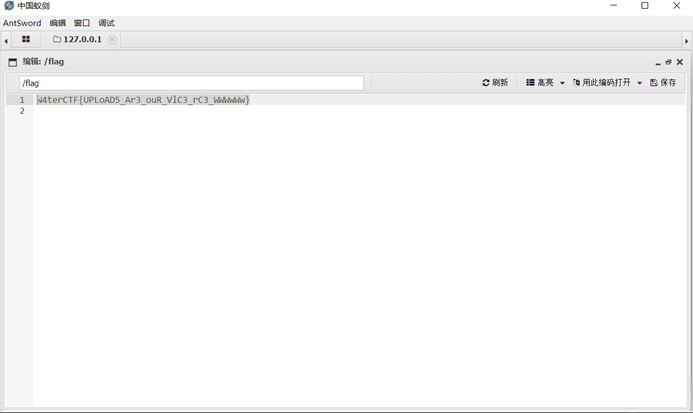 中国蚁剑
AntSword 编辑 窗口 调试
127.0.0.1
编辑: /flag
/flag
刷新 高亮 用此编码打开 保存
1 W4terCTF{UPLoAD5_Ar3_ouR_VlC3_rC3_WWWwWw}
2